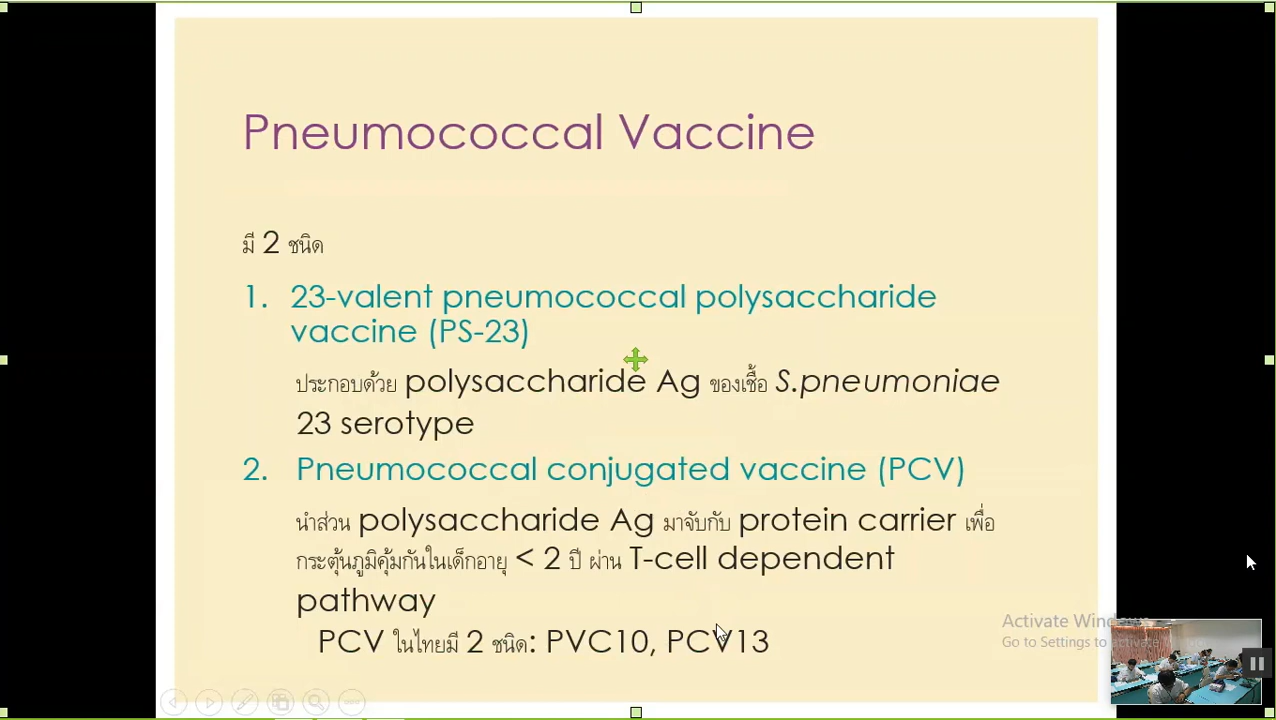 Pneumococcal Vaccine
มี 2 ชนิด
1. 23-valent pneumococcal polysaccharide
vaccine (PS-23)
ประกอบด้วย polysaccharide Ag ของเชื้อ S.pneumoniae
23 serotype
2. Pneumococcal conjugated vaccine (PCV)
นำส่วน polysaccharide Ag มาจับกับ protein carrier เพื่อ
กระตุ้นภูมิคุ้มกันในเด็กอายุ < 2 ปี ผ่าน T-cell dependent
pathway
PCV ในไทยมี 2 ชนิด: PVC10, PCV13
Activate Windows
Go to Settings to activate